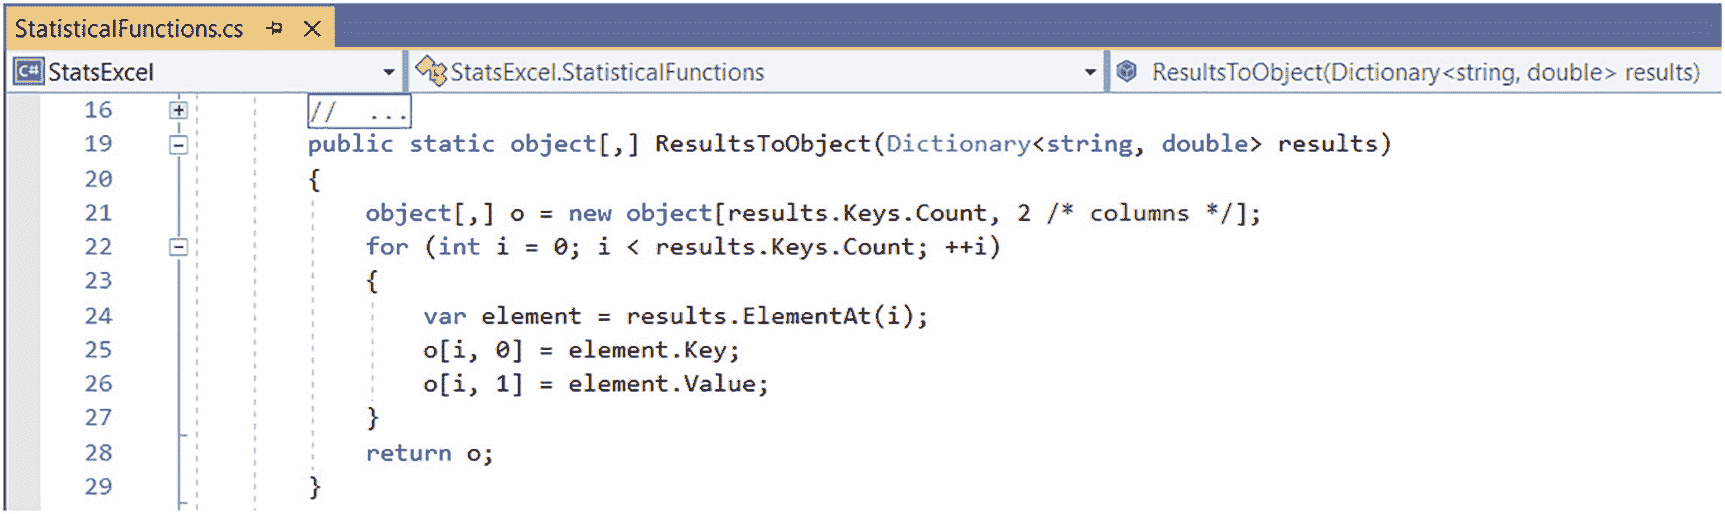 StatisticalFunctions.cs
StatsExcel StatsExcel.StatisticalFunctions ResultsToObject(Dictionary<string, double> results)
16 // ...
19 public static object[,] ResultsToObject(Dictionary<string, double> results)
20 {
21 object[,] o = new object[results.Keys.Count, 2 /* columns */];
22 for (int i = 0; i < results.Keys.Count; ++i)
23 {
24 var element = results.ElementAt(i);
25 o[i, 0] = element.Key;
26 o[i, 1] = element.Value;
27 }
28 return o;
29 }